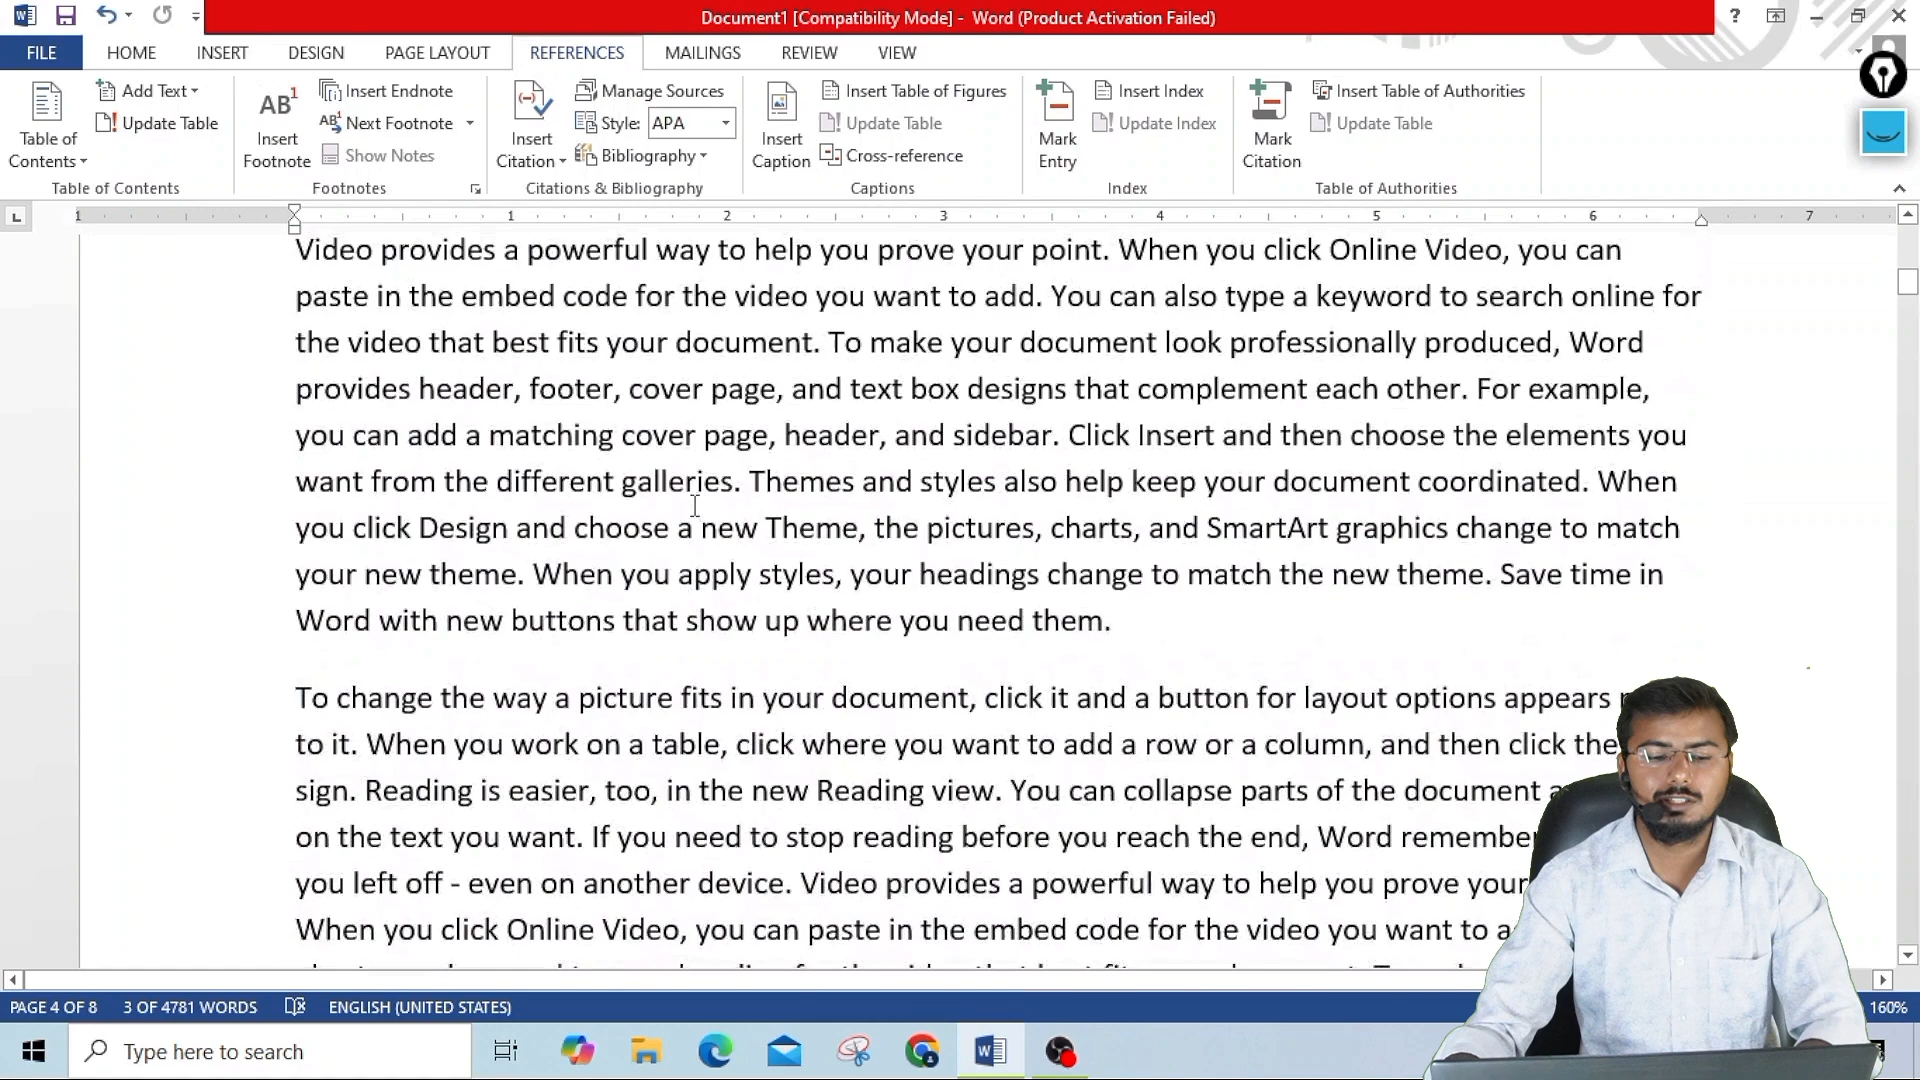 Document1 [Compatibility Mode] - Word (Product Activation Failed)
FILE HOME INSERT DESIGN PAGE LAYOUT REFERENCES MAILINGS REVIEW VIEW
Table of Contents
Add Text
Update Table
Table of Contents
AB1 Insert Footnote
Insert Endnote
Next Footnote
Show Notes
Footnotes
Insert Citation
Manage Sources
Style: APA
Bibliography
Citations & Bibliography
Insert Caption
Insert Table of Figures
Update Table
Cross-reference
Captions
Mark Entry
Insert Index
Update Index
Index
Mark Citation
Insert Table of Authorities
Update Table
Table of Authorities
1 1 2 3 4 5 6 7
Video provides a powerful way to help you prove your point. When you click Online Video, you can
paste in the embed code for the video you want to add. You can also type a keyword to search online for
the video that best fits your document. To make your document look professionally produced, Word
provides header, footer, cover page, and text box designs that complement each other. For example,
you can add a matching cover page, header, and sidebar. Click Insert and then choose the elements you
want from the different galleries. Themes and styles also help keep your document coordinated. When
you click Design and choose a new Theme, the pictures, charts, and SmartArt graphics change to match
your new theme. When you apply styles, your headings change to match the new theme. Save time in
Word with new buttons that show up where you need them.
To change the way a picture fits in your document, click it and a button for layout options appears
to it. When you work on a table, click where you want to add a row or a column, and then click the
sign. Reading is easier, too, in the new Reading view. You can collapse parts of the document
on the text you want. If you need to stop reading before you reach the end, Word
you left off - even on another device. Video provides a powerful way to help you prove your
When you click Online Video, you can paste in the embed code for the video you want to
PAGE 4 OF 8 3 OF 4781 WORDS ENGLISH (UNITED STATES) 160%
Type here to search